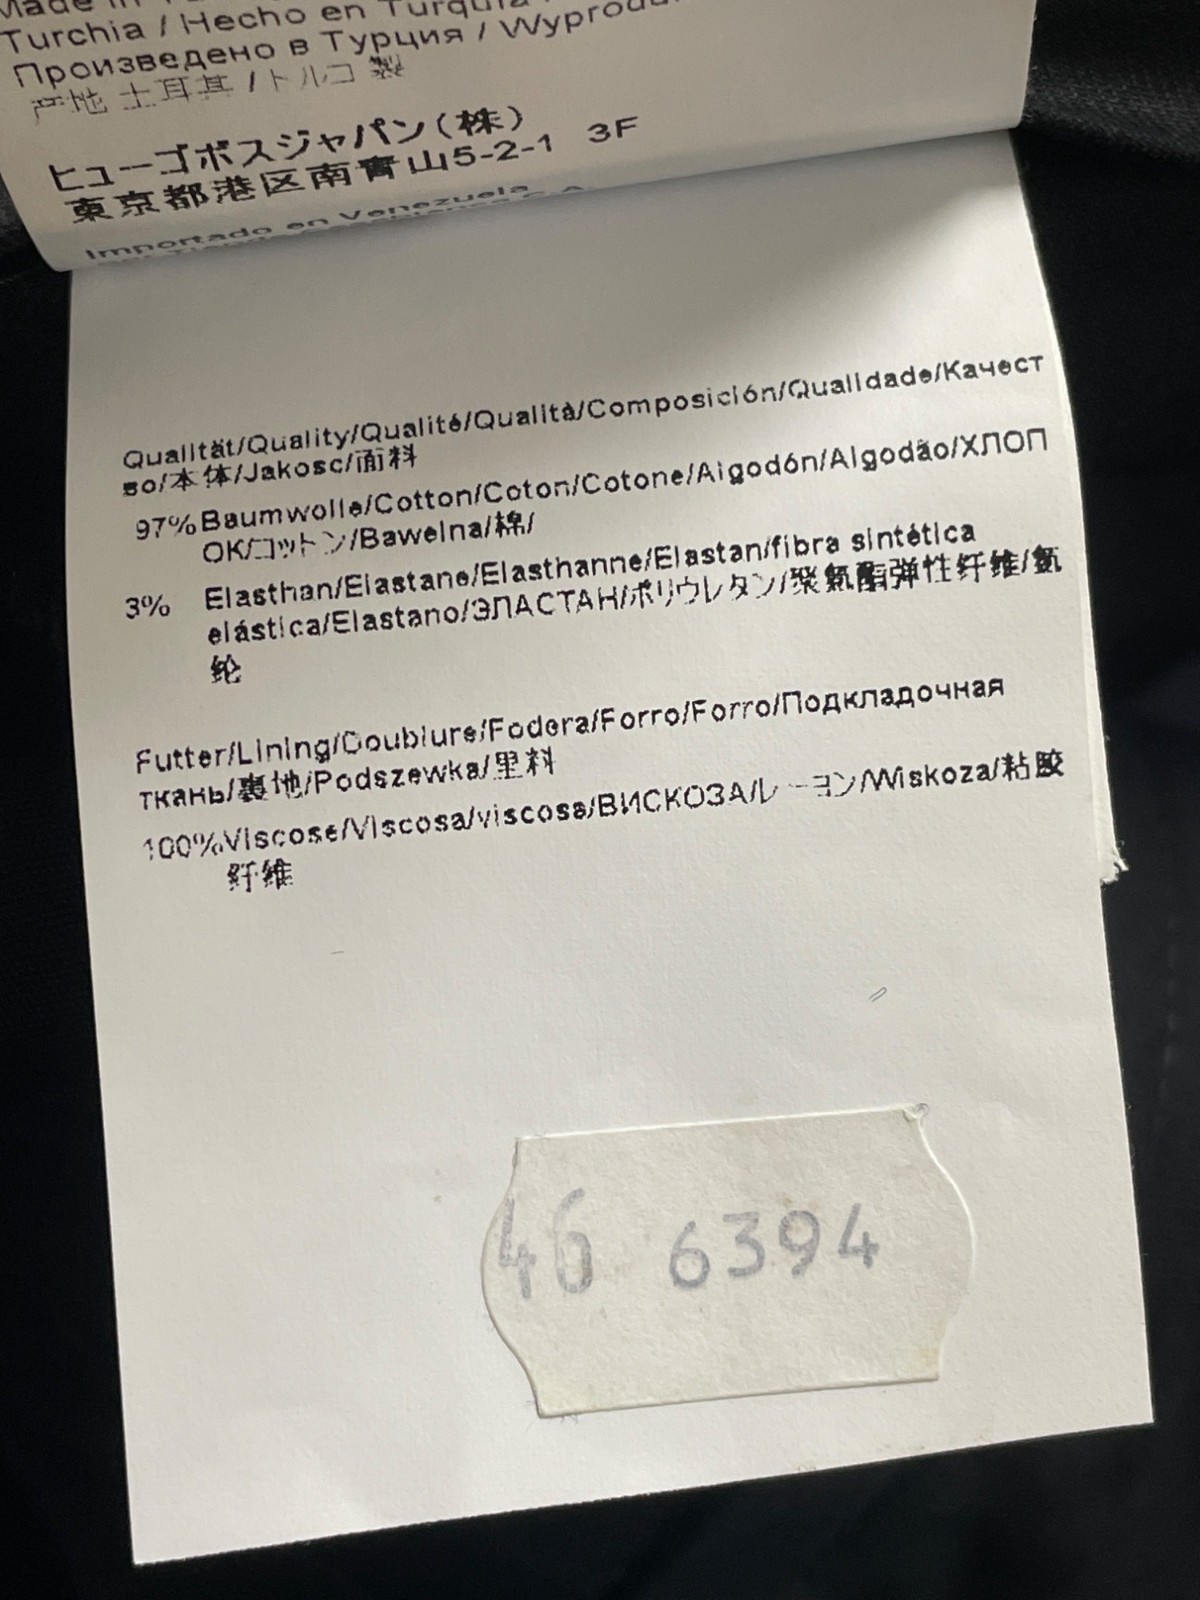 Made in
Turchia / Hecho en Turquía /
Произведено в Турция /
产地 土耳其 / トルコ 製
ヒューゴボスジャパン(株)
東京都港区南青山5-2-1 3F
Importado en Venezuela
Qualität/Quality/Qualité/Qualità/Composición/Qualidade/Качест
во/本体/Jakosc/面料
97% Baumwolle/Cotton/Coton/Cotone/Algodón/Algodão/ХЛОП
ОК/コットン/Bawelna/棉/
3% Elasthan/Elastane/Elasthanne/Elastan/fibra sintética
elástica/Elastano/ЭЛАСТАН/ポリウレタン/聚氨酯弹性纤维/氨
纶
Futter/Lining/Doublure/Fodera/Forro/Forro/Подкладочная
ткань/裏地/Podszewka/里料
100% Viscose/Viscosa/viscosa/ВИСКОЗА/レーヨン/Wiskoza/粘胶
纤维
46 6394